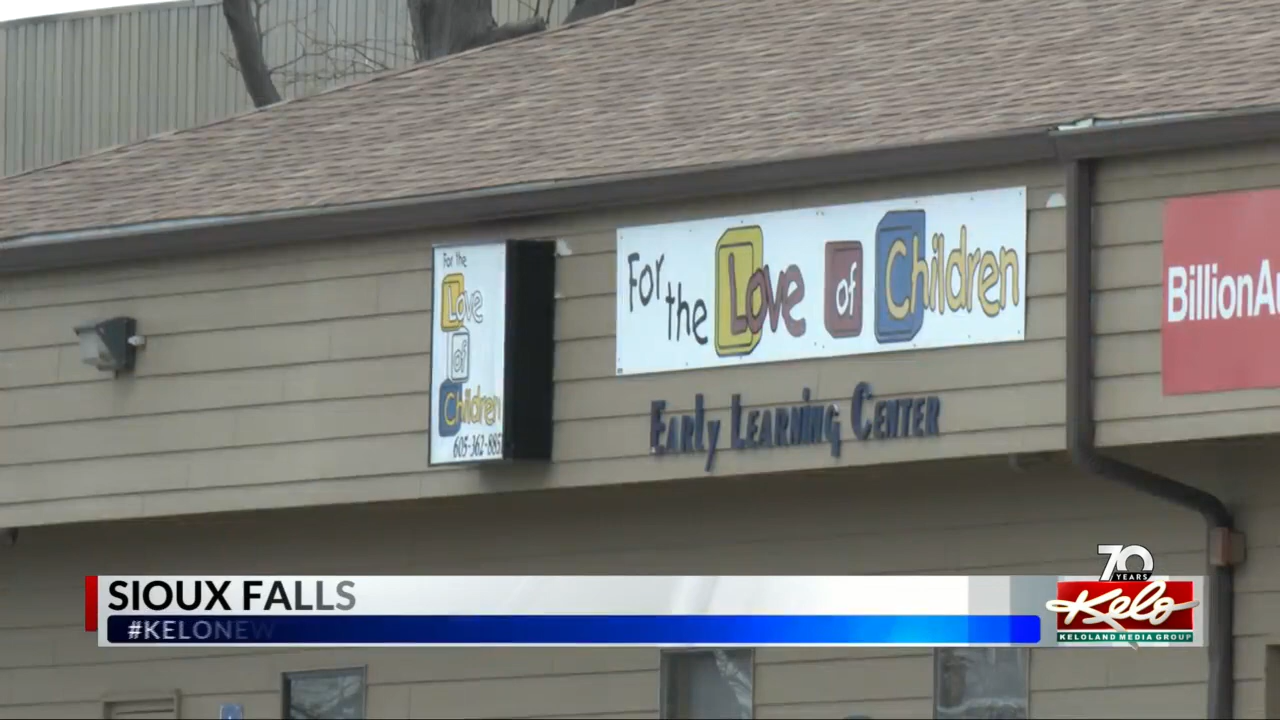 For the
Love
of
Children
605-362-885
For the Love of Children
Early Learning Center
BillionAu
SIOUX FALLS
#KELONEW
70
YEARS
Kelo
KELOLAND MEDIA GROUP